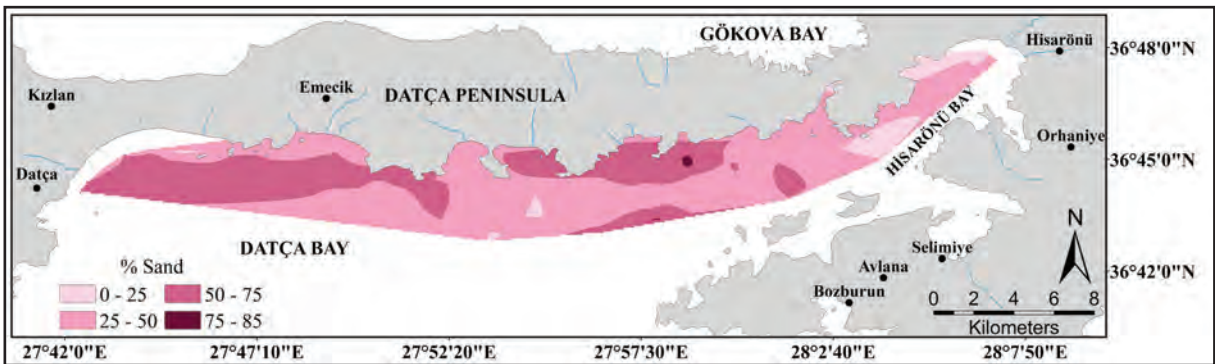 GÖKOVA BAY
Hisarönü
36°48'0"N
Kızlan
Emecik
DATÇA PENINSULA
HİSARÖNÜ BAY
Orhaniye
36°45'0"N
Datça
DATÇA BAY
N
Selimiye
Avlana
Bozburun
36°42'0"N
% Sand
0 - 25
50 - 75
25 - 50
75 - 85
0 2 4 6 8
Kilometers
27°42'0"E 27°47'10"E 27°52'20"E 27°57'30"E 28°2'40"E 28°7'50"E